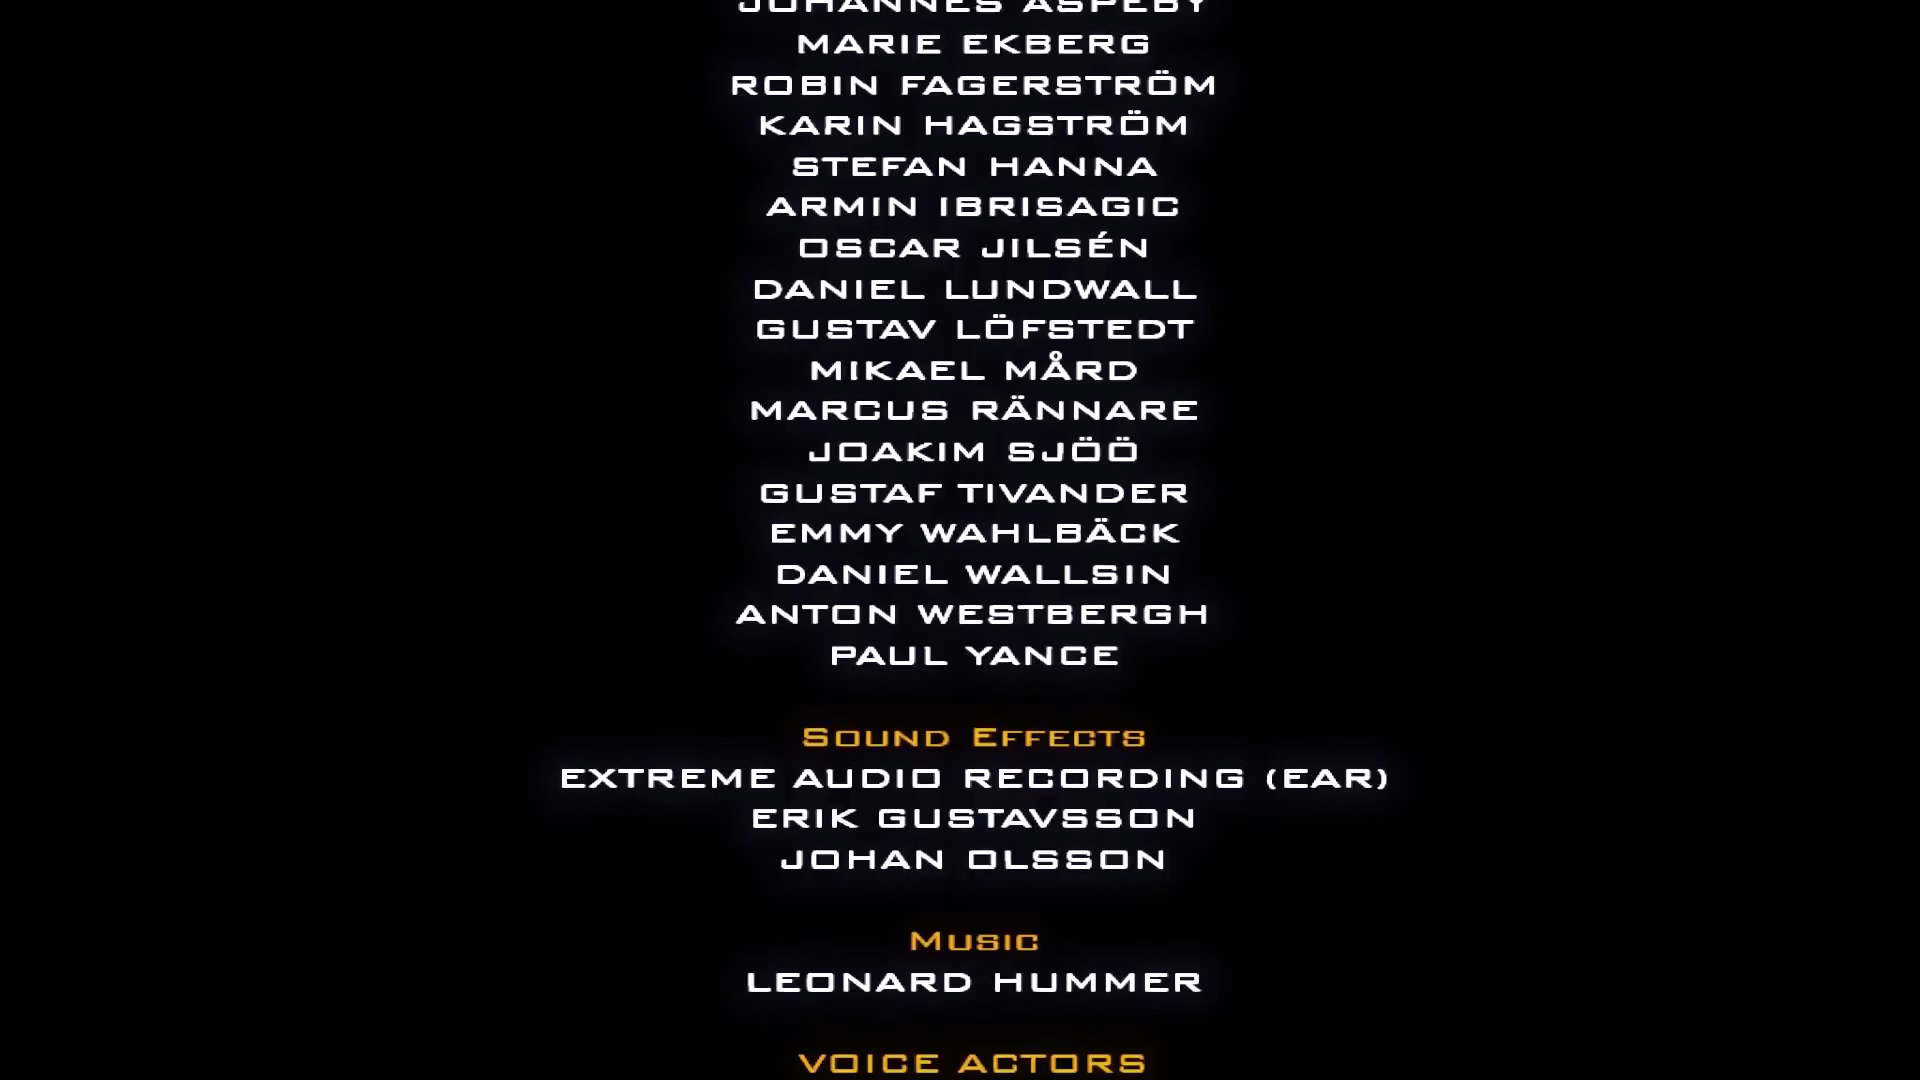 JOHANNES ASPEBY
MARIE EKBERG
ROBIN FAGERSTRÖM
KARIN HAGSTRÖM
STEFAN HANNA
ARMIN IBRISAGIC
OSCAR JILSÉN
DANIEL LUNDWALL
GUSTAV LÖFSTEDT
MIKAEL MÅRD
MARCUS RÄNNARE
JOAKIM SJÖÖ
GUSTAF TIVANDER
EMMY WAHLBÄCK
DANIEL WALLSIN
ANTON WESTBERGH
PAUL YANCE
SOUND EFFECTS
EXTREME AUDIO RECORDING (EAR)
ERIK GUSTAVSSON
JOHAN OLSSON
MUSIC
LEONARD HUMMER
VOICE ACTORS